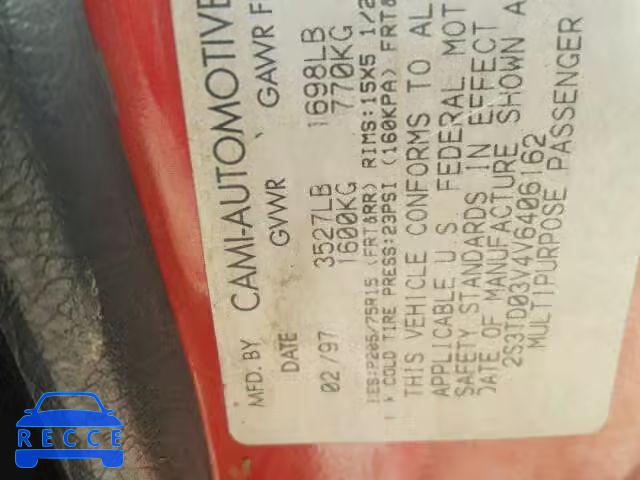 MFD. BY CAMI-AUTOMOTIVE
DATE GVWR GAWR F
02/97 3527LB 1698LB
1600KG 770KG
P205/75R15 (FRT&RR) RIMS:15X5 1/2
COLD TIRE PRESS:23PSI (160KPA) FRT&
THIS VEHICLE CONFORMS TO AL
APPLICABLE U S FEDERAL MOT
SAFETY STANDARDS IN EFFECT
DATE OF MANUFACTURE SHOWN A
2S3TD03V4V6406162
MULTIPURPOSE PASSENGER
RECCE